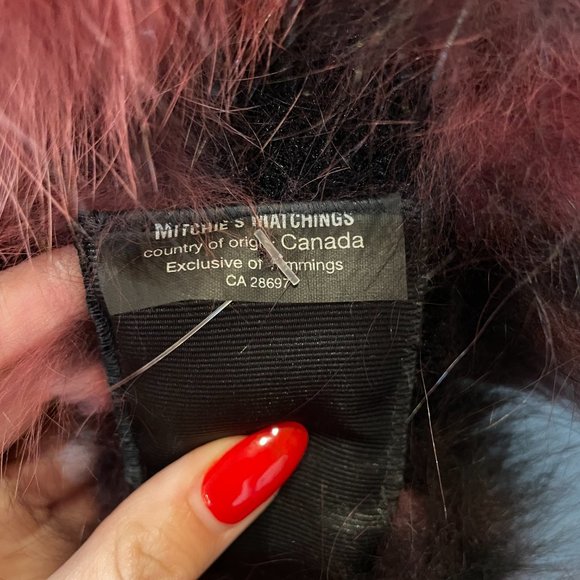 MITCHIE'S MATCHINGS
country of origin Canada
Exclusive of
CA 28697